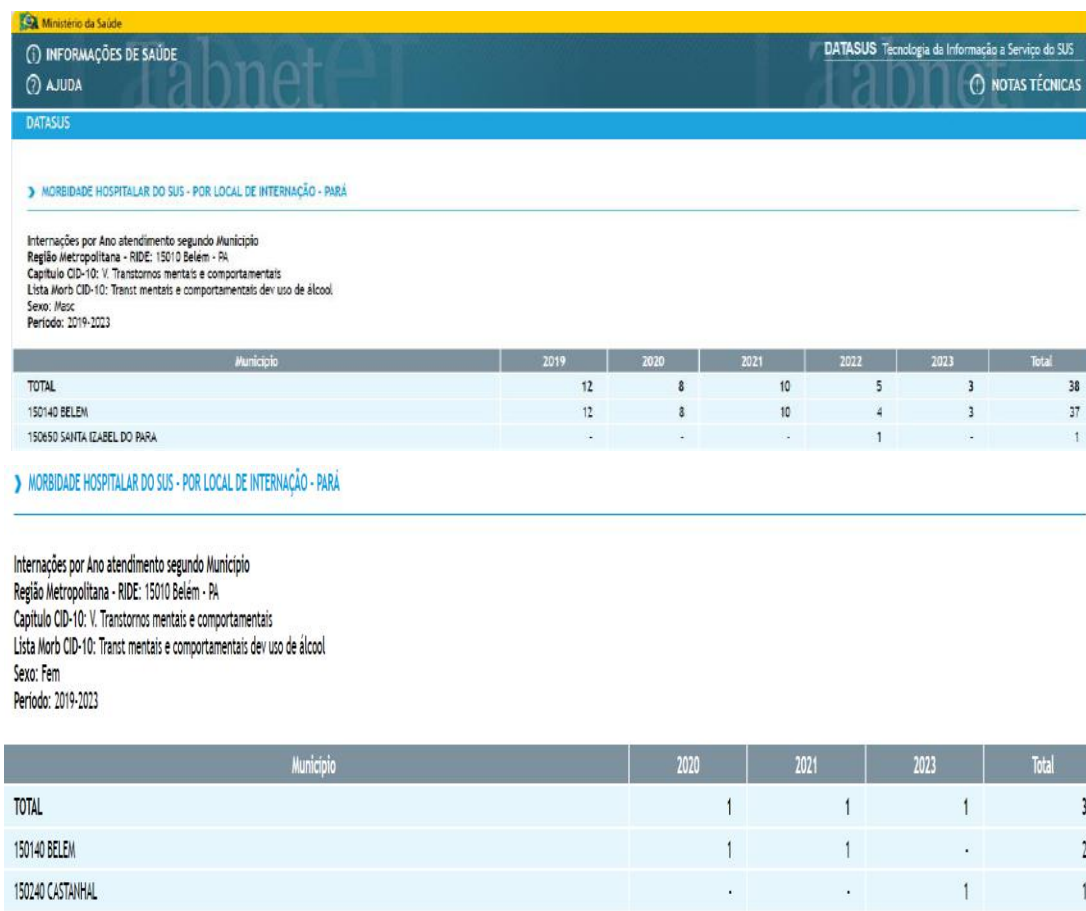 Ministério da Saúde
INFORMAÇÕES DE SAÚDE
AJUDA
Tabnet
DATASUS Tecnologia da Informação a Serviço do SUS
Tabnet
NOTAS TÉCNICAS
DATASUS
MORBIDADE HOSPITALAR DO SUS - POR LOCAL DE INTERNAÇÃO - PARÁ
Internações por Ano atendimento segundo Município
Região Metropolitana - RIDE: 15010 Belém - PA
Capítulo CID-10: V. Transtornos mentais e comportamentais
Lista Morb CID-10: Transt mentais e comportamentais dev uso de álcool
Sexo: Masc
Período: 2019-2023
Município 2019 2020 2021 2022 2023 Total
TOTAL 12 8 10 5 3 38
150140 BELEM 12 8 10 4 3 37
150650 SANTA IZABEL DO PARA - - - 1 - 1
MORBIDADE HOSPITALAR DO SUS - POR LOCAL DE INTERNAÇÃO - PARÁ
Internações por Ano atendimento segundo Município
Região Metropolitana - RIDE: 15010 Belém - PA
Capítulo CID-10: V. Transtornos mentais e comportamentais
Lista Morb CID-10: Transt mentais e comportamentais dev uso de álcool
Sexo: Fem
Período: 2019-2023
Município 2020 2021 2023 Total
TOTAL 1 1 1 3
150140 BELEM 1 1 - 2
150240 CASTANHAL - - 1 1